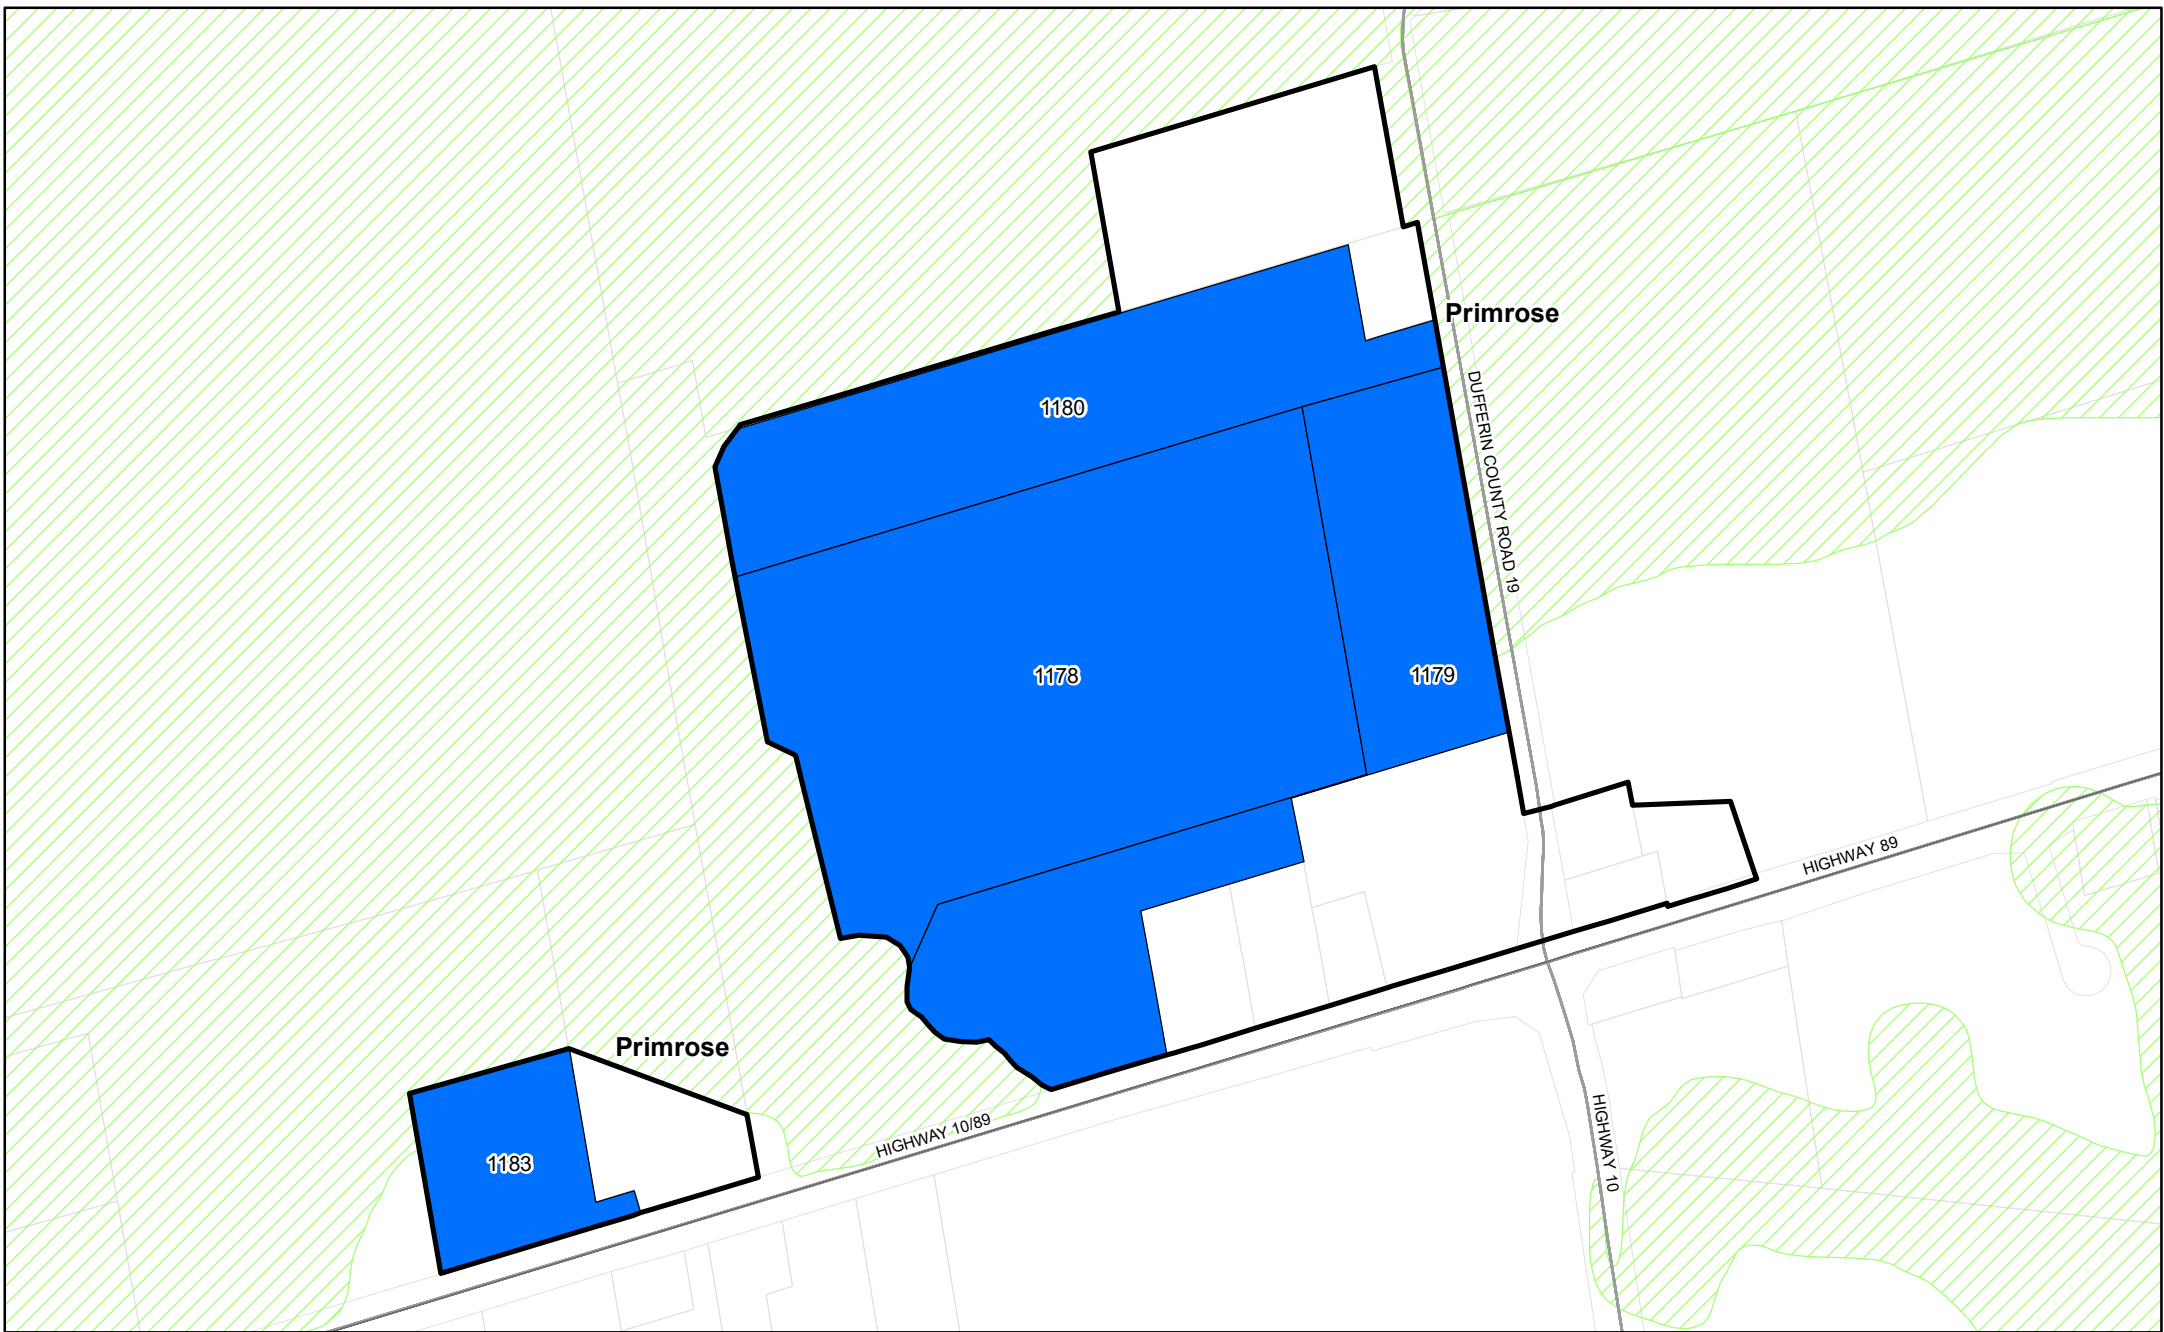 Primrose
DUFFERIN COUNTY ROAD 19
1180
1178
1179
HIGHWAY 89
Primrose
HIGHWAY 10/89
1183
HIGHWAY 10